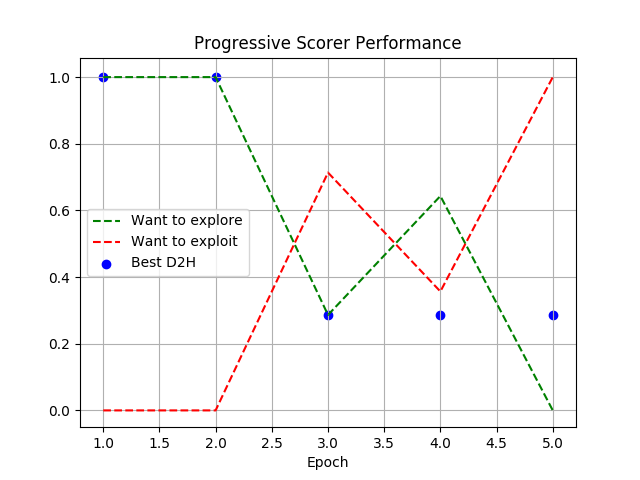 Progressive Scorer Performance
1.0
0.8
0.6
0.4
0.2
0.0
Want to explore
Want to exploit
Best D2H
1.0 1.5 2.0 2.5 3.0 3.5 4.0 4.5 5.0
Epoch